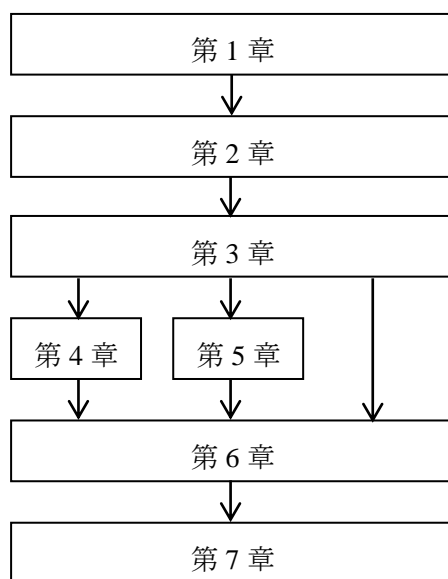 第 1 章
第 2 章
第 3 章
第 4 章
第 5 章
第 6 章
第 7 章